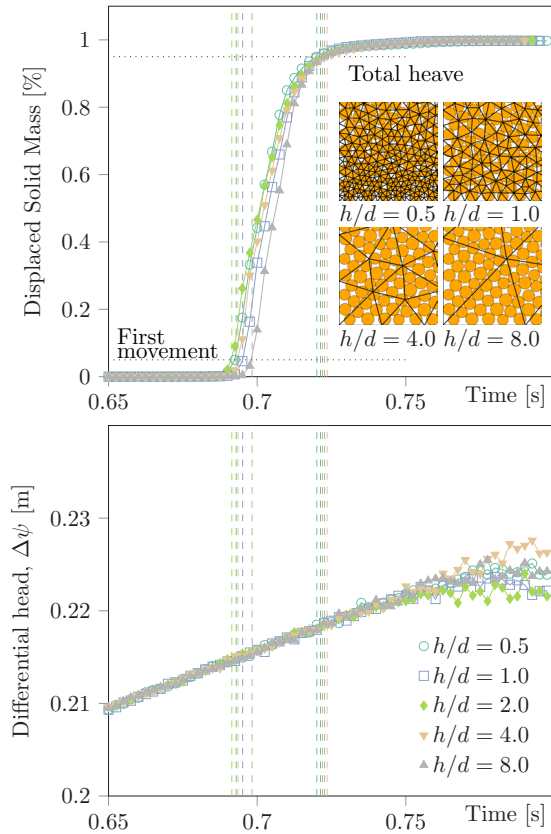 Displaced Solid Mass [%]
1
0.8
0.6
0.4
0.2
0
Total heave
h/d = 0.5
h/d = 1.0
h/d = 4.0
h/d = 8.0
First
movement
0.65
0.7
0.75
Time [s]
Differential head, Δψ [m]
0.23
0.22
0.21
0.2
h/d = 0.5
h/d = 1.0
h/d = 2.0
h/d = 4.0
h/d = 8.0
0.65
0.7
0.75
Time [s]